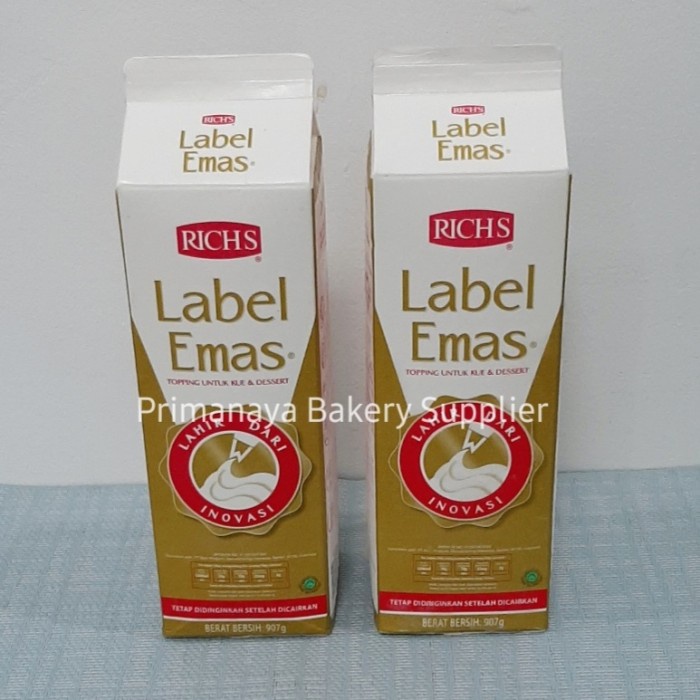 RICH'S
Label
Emas®
RICH'S®
Label
Emas®
TOPPING UNTUK KUE & DESSERT
LAHIR DARI
INOVASI
TETAP DIDINGINKAN SETELAH DICAIRKAN
BERAT BERSIH: 907g
RICH'S
Label
Emas®
RICH'S®
Label
Emas®
TOPPING UNTUK KUE & DESSERT
LAHIR DARI
INOVASI
TETAP DIDINGINKAN SETELAH DICAIRKAN
BERAT BERSIH: 907g
Primanaya Bakery Supplier